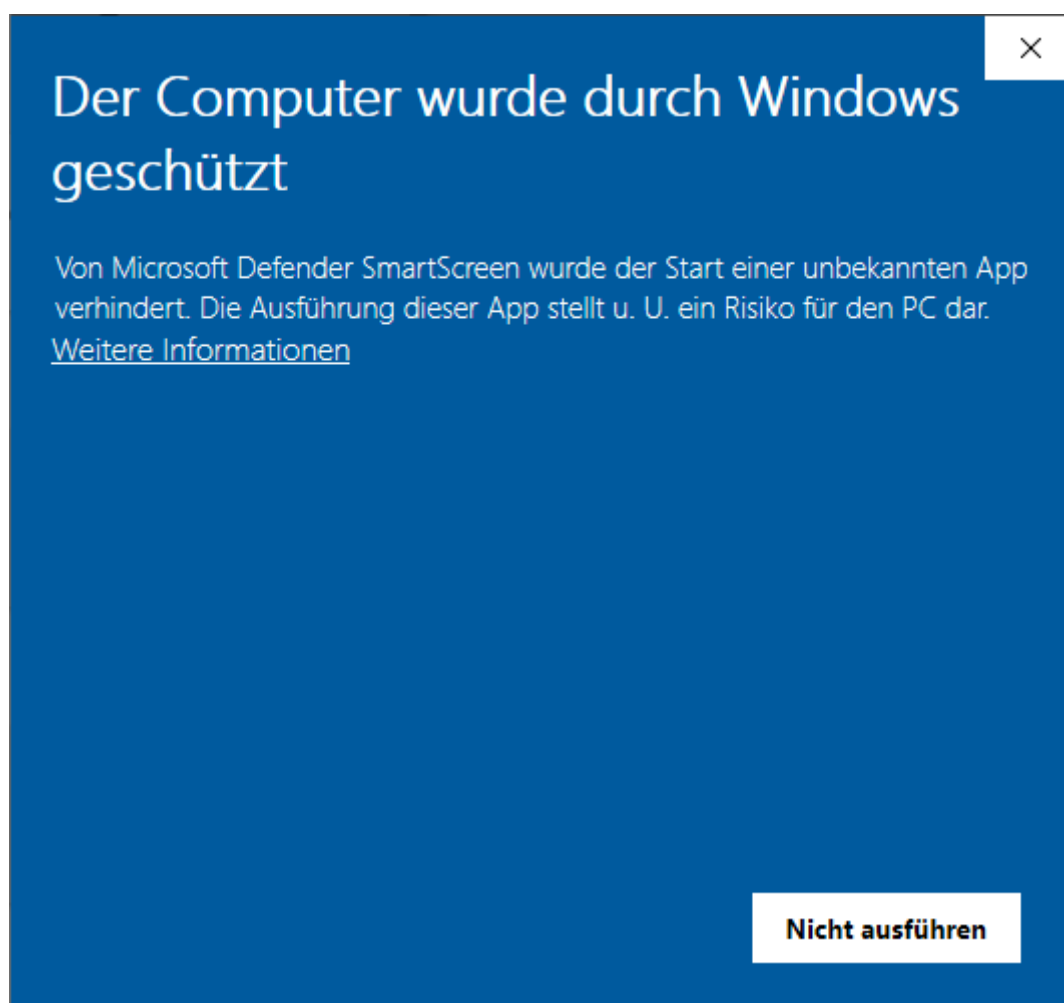 Der Computer wurde durch Windows
geschützt
Von Microsoft Defender SmartScreen wurde der Start einer unbekannten App
verhindert. Die Ausführung dieser App stellt u. U. ein Risiko für den PC dar.
Weitere Informationen
Nicht ausführen